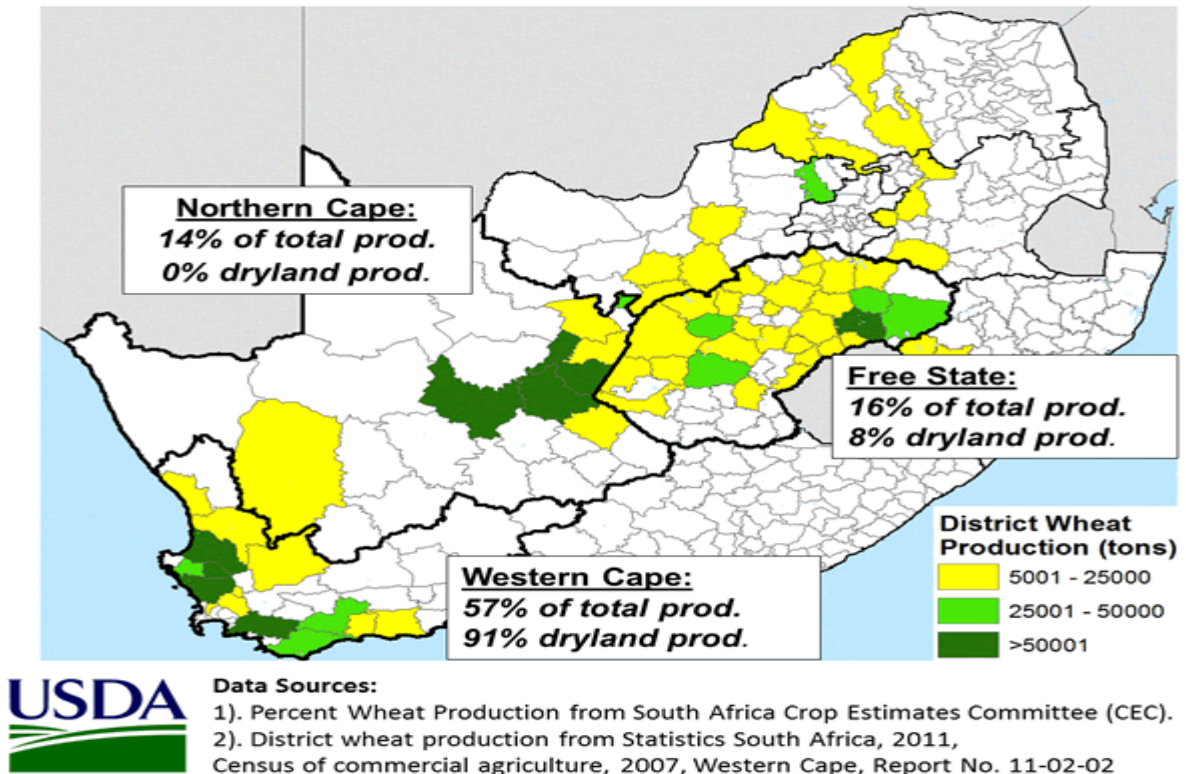 Northern Cape:
14% of total prod.
0% dryland prod.
Free State:
16% of total prod.
8% dryland prod.
Western Cape:
57% of total prod.
91% dryland prod.
District Wheat
Production (tons)
5001 - 25000
25001 - 50000
>50001
USDA
Data Sources:
1). Percent Wheat Production from South Africa Crop Estimates Committee (CEC).
2). District wheat production from Statistics South Africa, 2011,
Census of commercial agriculture, 2007, Western Cape, Report No. 11-02-02